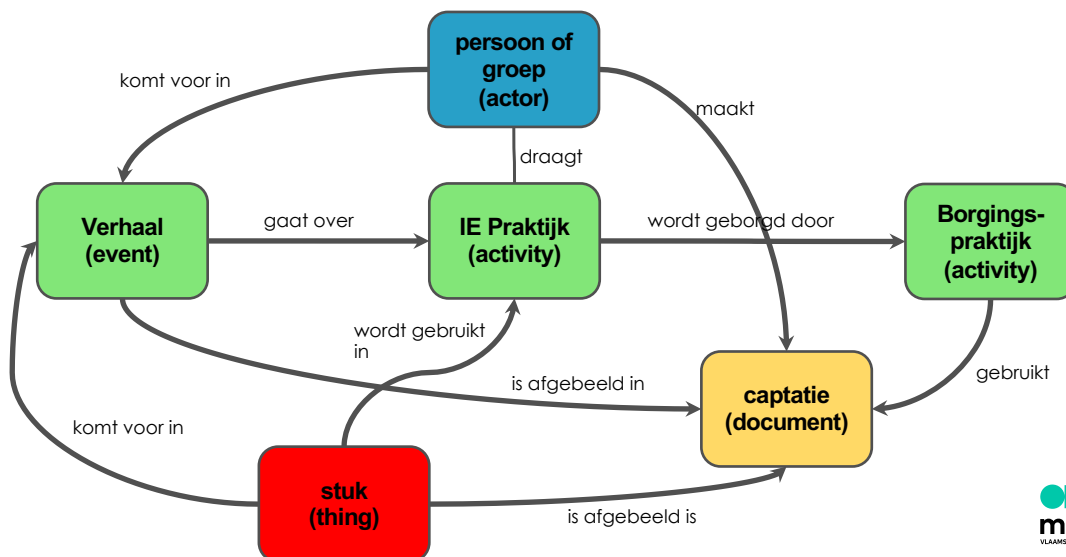 persoon of
groep
(actor)
komt voor in
maakt
draagt
Verhaal
(event)
gaat over
IE Praktijk
(activity)
wordt geborgd door
Borgings-
praktijk
(activity)
wordt gebruikt
in
is afgebeeld in
captatie
(document)
gebruikt
komt voor in
stuk
(thing)
is afgebeeld is
VLAAMS